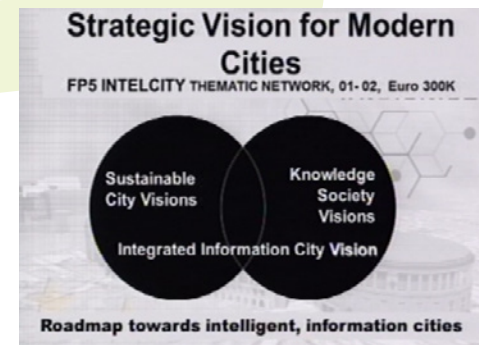 Strategic Vision for Modern
Cities
FP5 INTELCITY THEMATIC NETWORK, 01-02, Euro 300K
Sustainable
City Visions
Knowledge
Society
Visions
Integrated Information City Vision
Roadmap towards intelligent, information cities